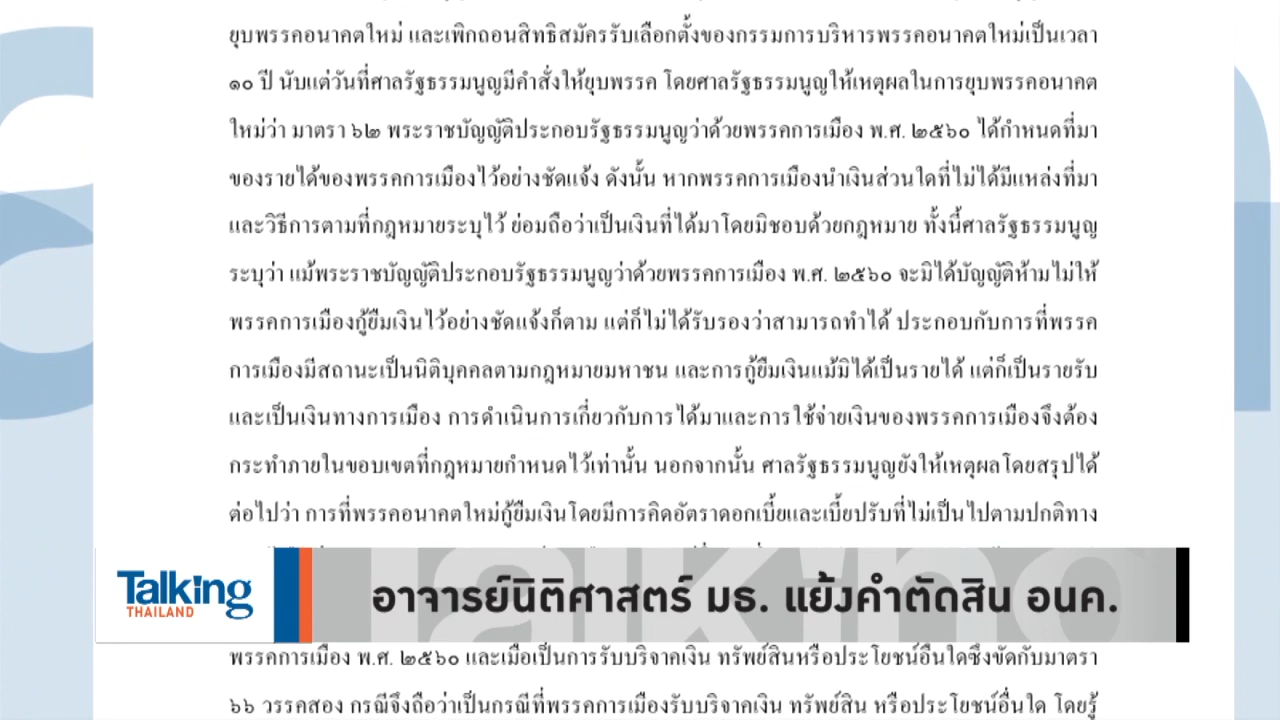 ยุบพรรคอนาคตใหม่ และเพิกถอนสิทธิสมัครรับเลือกตั้งของกรรมการบริหารพรรคอนาคตใหม่เป็นเวลา
๑๐ ปี นับแต่วันที่ศาลรัฐธรรมนูญมีคำสั่งให้ยุบพรรค โดยศาลรัฐธรรมนูญให้เหตุผลในการยุบพรรคอนาคต
ใหม่ว่า มาตรา ๖๒ พระราชบัญญัติประกอบรัฐธรรมนูญว่าด้วยพรรคการเมือง พ.ศ. ๒๕๖๐ ได้กำหนดที่มา
ของรายได้ของพรรคการเมืองไว้อย่างชัดแจ้ง ดังนั้น หากพรรคการเมืองนำเงินส่วนใดที่ไม่ได้มีแหล่งที่มา
และวิธีการตามที่กฎหมายระบุไว้ ย่อมถือว่าเป็นเงินที่ได้มาโดยมิชอบด้วยกฎหมาย ทั้งนี้ศาลรัฐธรรมนูญ
ระบุว่า แม้พระราชบัญญัติประกอบรัฐธรรมนูญว่าด้วยพรรคการเมือง พ.ศ. ๒๕๖๐ จะมิได้บัญญัติห้ามไม่ให้
พรรคการเมืองกู้ยืมเงินไว้อย่างชัดแจ้งก็ตาม แต่ก็ไม่ได้รับรองว่าสามารถทำได้ ประกอบกับการที่พรรค
การเมืองมีสถานะเป็นนิติบุคคลตามกฎหมายมหาชน และการกู้ยืมเงินแม้มิได้เป็นรายได้ แต่ก็เป็นรายรับ
และเป็นเงินทางการเมือง การดำเนินการเกี่ยวกับการได้มาและการใช้จ่ายเงินของพรรคการเมืองจึงต้อง
กระทำภายในขอบเขตที่กฎหมายกำหนดไว้เท่านั้น นอกจากนั้น ศาลรัฐธรรมนูญยังให้เหตุผลโดยสรุปได้
ต่อไปว่า การที่พรรคอนาคตใหม่กู้ยืมเงินโดยมีการคิดอัตราดอกเบี้ยและเบี้ยปรับที่ไม่เป็นไปตามปกติทาง
Talking
THAILAND
อาจารย์นิติศาสตร์ มธ. แย้งคำตัดสิน อนค.
พรรคการเมือง พ.ศ. ๒๕๖๐ และเมื่อเป็นการรับบริจาคเงิน ทรัพย์สินหรือประโยชน์อื่นใดซึ่งขัดกับมาตรา
๖๖ วรรคสอง กรณีจึงถือว่าเป็นกรณีที่พรรคการเมืองรับบริจาคเงิน ทรัพย์สิน หรือประโยชน์อื่นใด โดยรู้